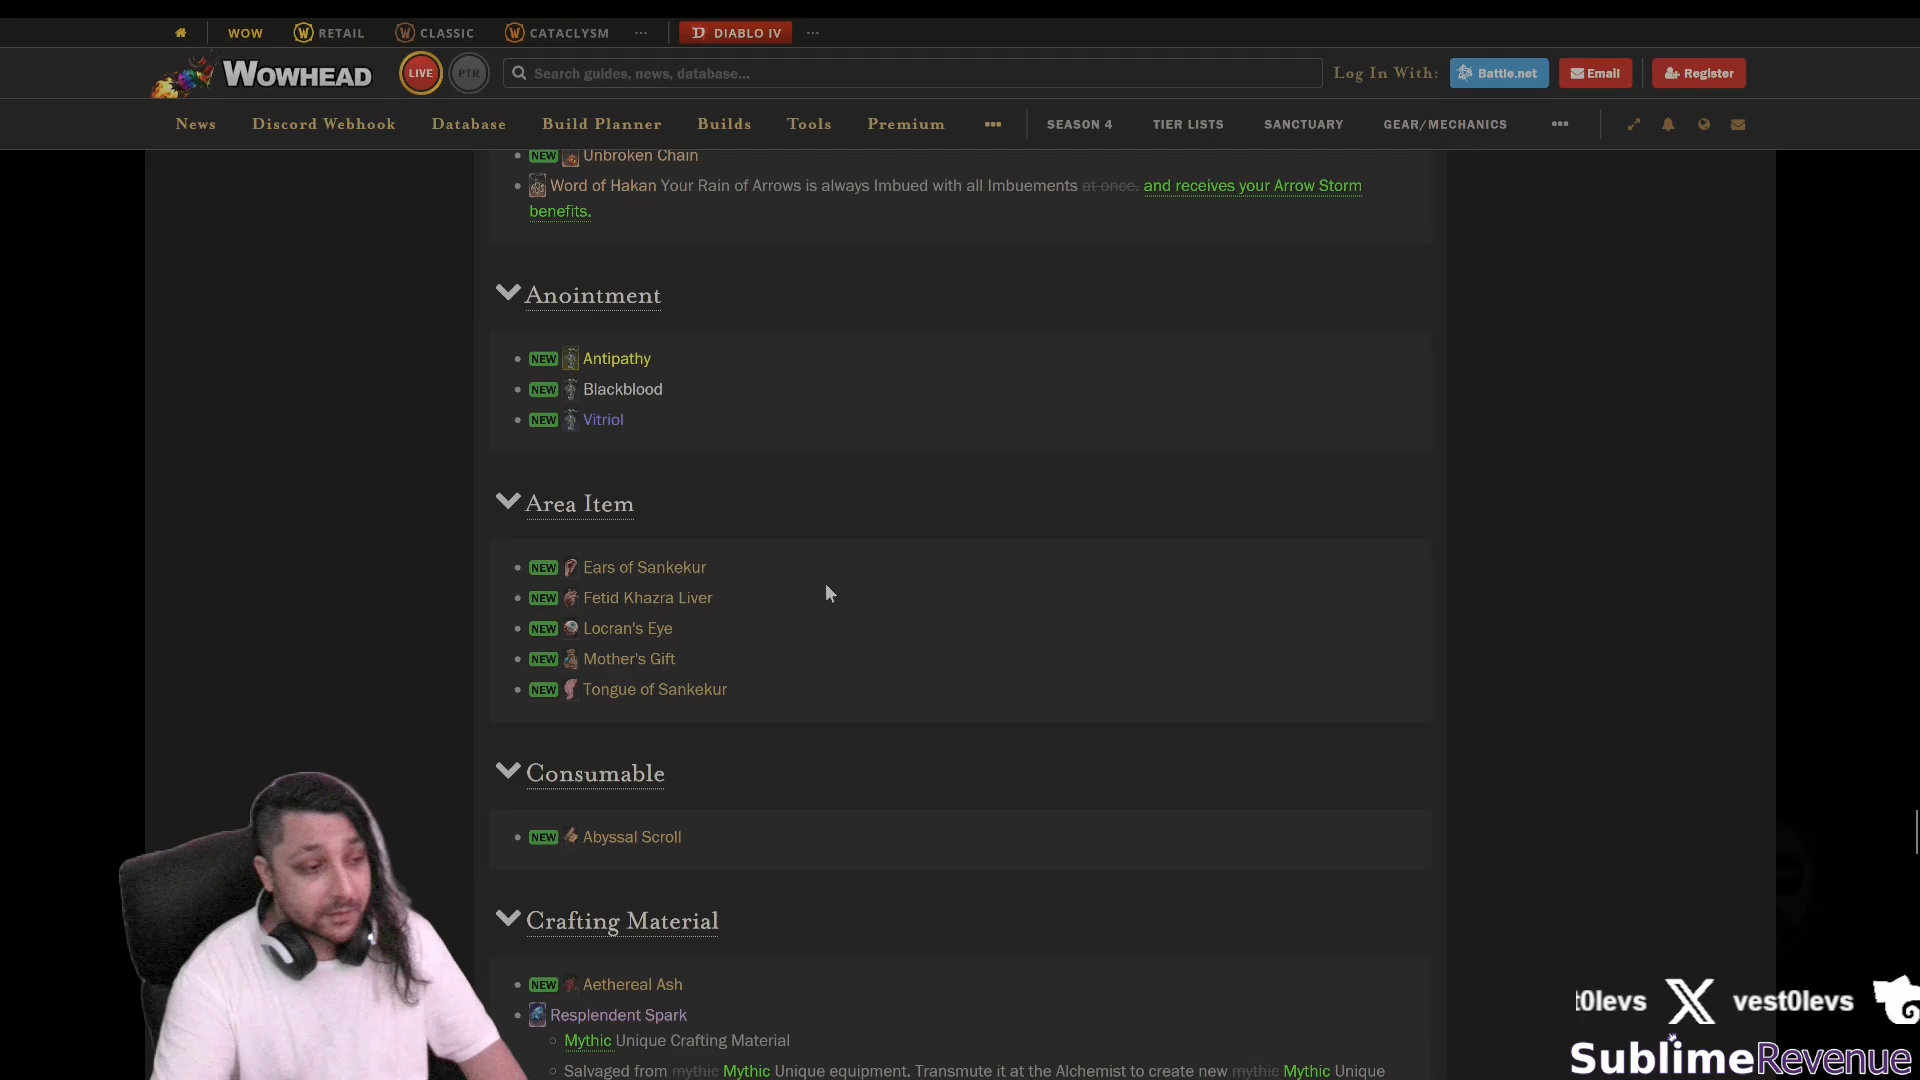 WOW RETAIL CLASSIC CATACLYSM ... DIABLO IV ...
WOWHEAD LIVE PTR Search guides, news, database... Log In With: Battle.net Email Register
News Discord Webhook Database Build Planner Builds Tools Premium ••• SEASON 4 TIER LISTS SANCTUARY GEAR/MECHANICS •••
NEW Unbroken Chain
Word of Hakan Your Rain of Arrows is always Imbued with all Imbuements at once. and receives your Arrow Storm
benefits.
Anointment
NEW Antipathy
NEW Blackblood
NEW Vitriol
Area Item
NEW Ears of Sankekur
NEW Fetid Khazra Liver
NEW Locran's Eye
NEW Mother's Gift
NEW Tongue of Sankekur
Consumable
NEW Abyssal Scroll
Crafting Material
NEW Aethereal Ash
Resplendent Spark
Mythic Unique Crafting Material
Salvaged from mythic Mythic Unique equipment. Transmute it at the Alchemist to create new mythic Mythic Unique
t0levs X vest0levs
SublimeRevenue